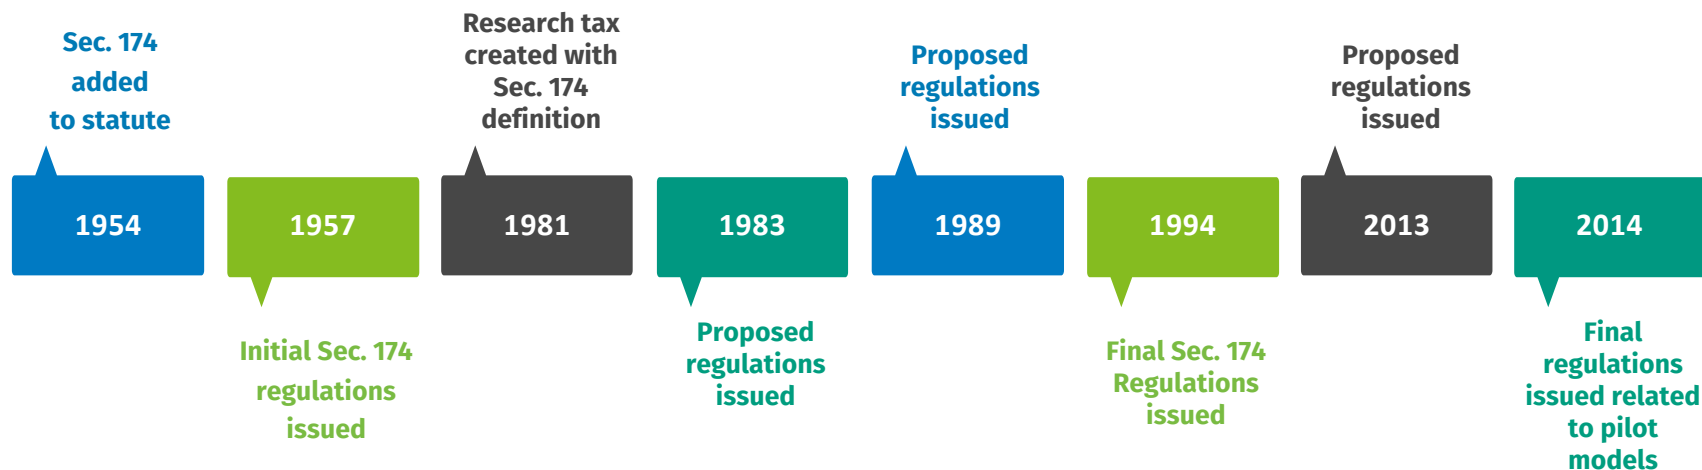 Sec. 174
added
to statute
1954
1957
Initial Sec. 174
regulations
issued
Research tax
created with
Sec. 174
definition
1981
1983
Proposed
regulations
issued
Proposed
regulations
issued
1989
1994
Final Sec. 174
Regulations
issued
Proposed
regulations
issued
2013
2014
Final
regulations
issued related
to pilot
models